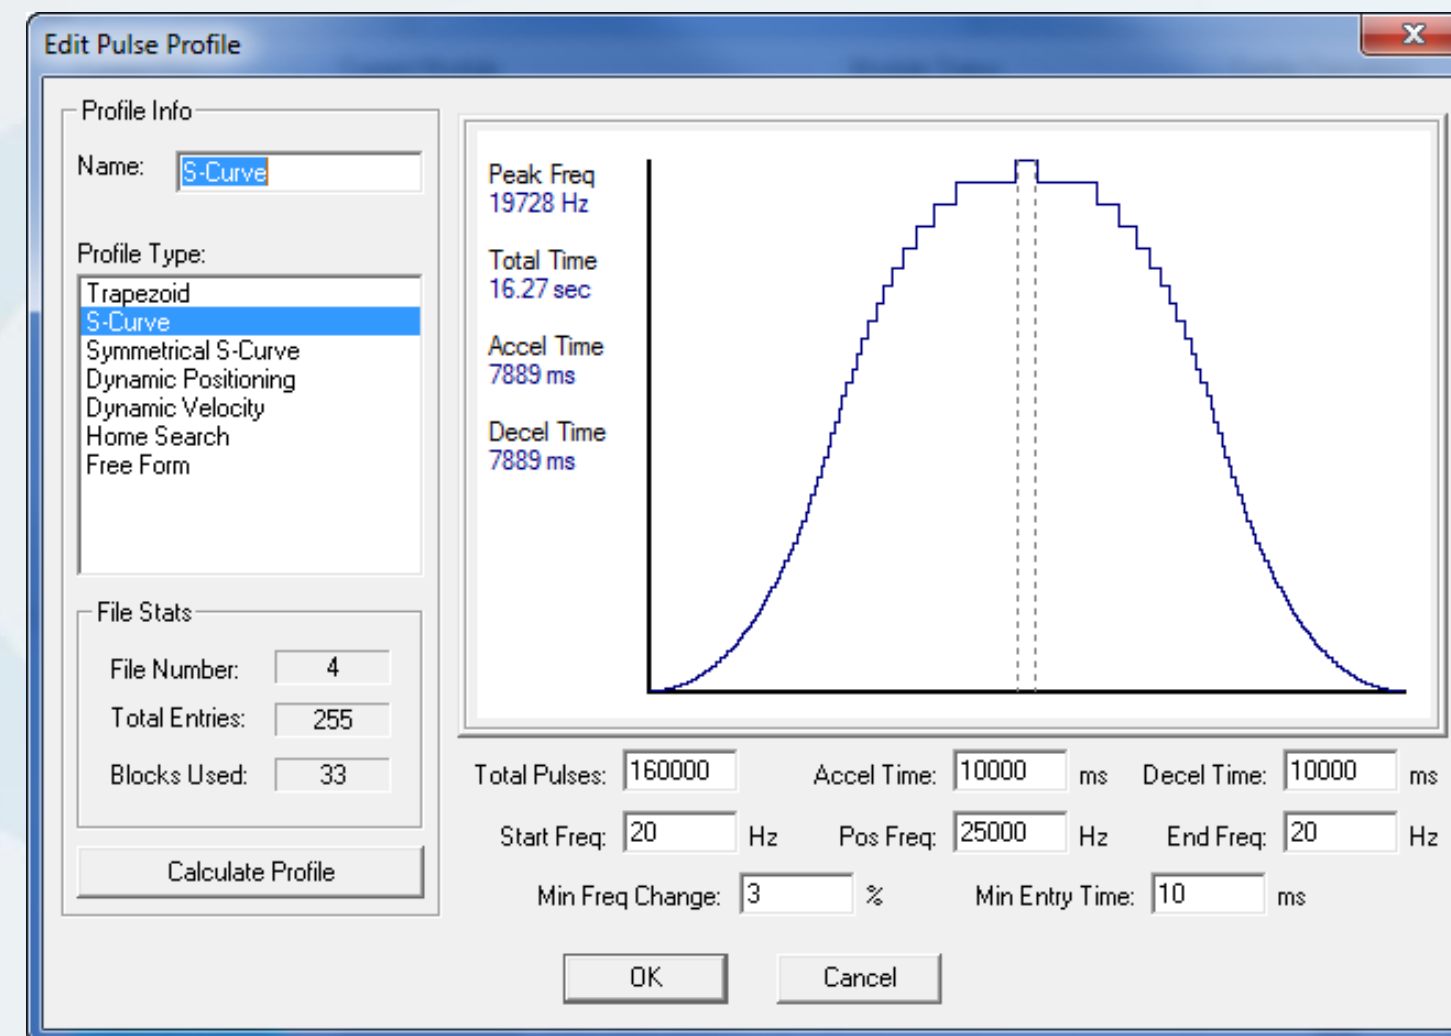 Edit Pulse Profile
x
Profile Info
Name: S-Curve
Profile Type:
Trapezoid
S-Curve
Symmetrical S-Curve
Dynamic Positioning
Dynamic Velocity
Home Search
Free Form
File Stats
File Number: 4
Total Entries: 255
Blocks Used: 33
Calculate Profile
Peak Freq
19728 Hz
Total Time
16.27 sec
Accel Time
7889 ms
Decel Time
7889 ms
Total Pulses: 160000 Accel Time: 10000 ms Decel Time: 10000 ms
Start Freq: 20 Hz Pos Freq: 25000 Hz End Freq: 20 Hz
Min Freq Change: 3 % Min Entry Time: 10 ms
OK Cancel